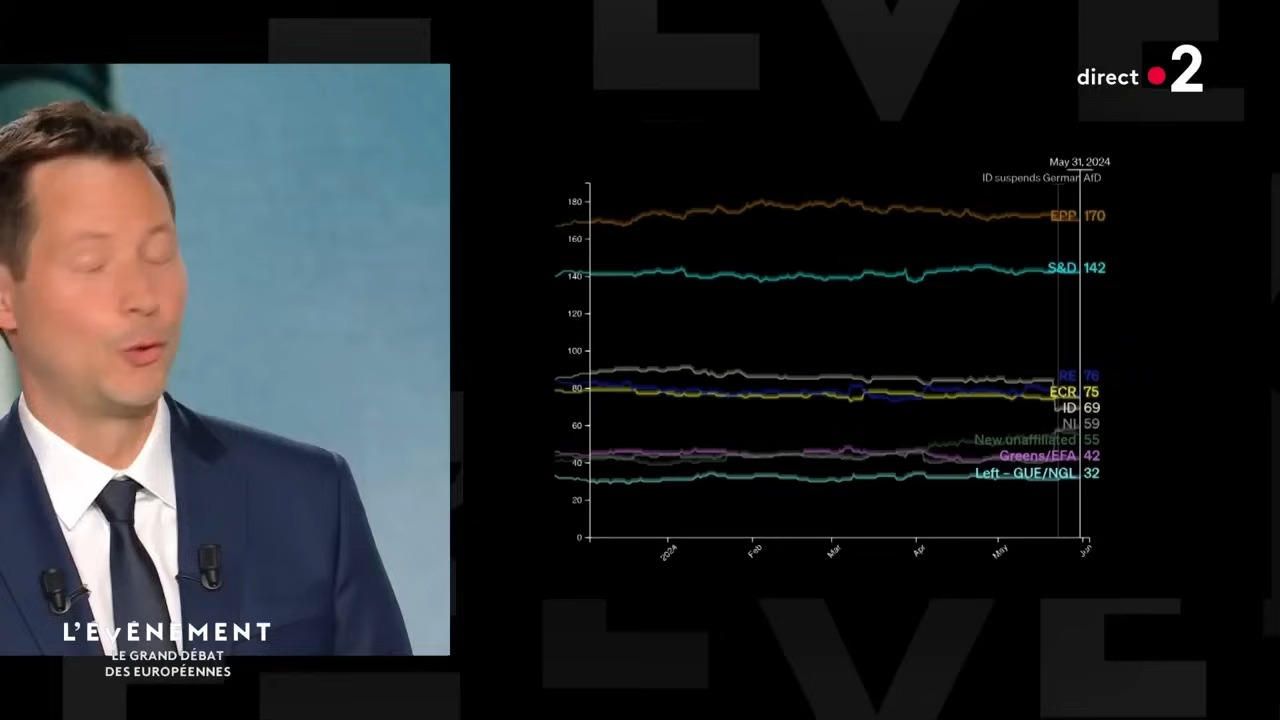 direct 2
May 31, 2024
ID suspends German AfD
180
160
140
120
100
80
60
40
20
0
EPP 170
S&D 142
RE 76
ECR 75
ID 69
NI 59
New unaffiliated 55
Greens/EFA 42
Left – GUE/NGL 32
2024
Feb
Mar
Apr
May
Jun
L'ÉVÉNEMENT
LE GRAND DÉBAT
DES EUROPÉENNES